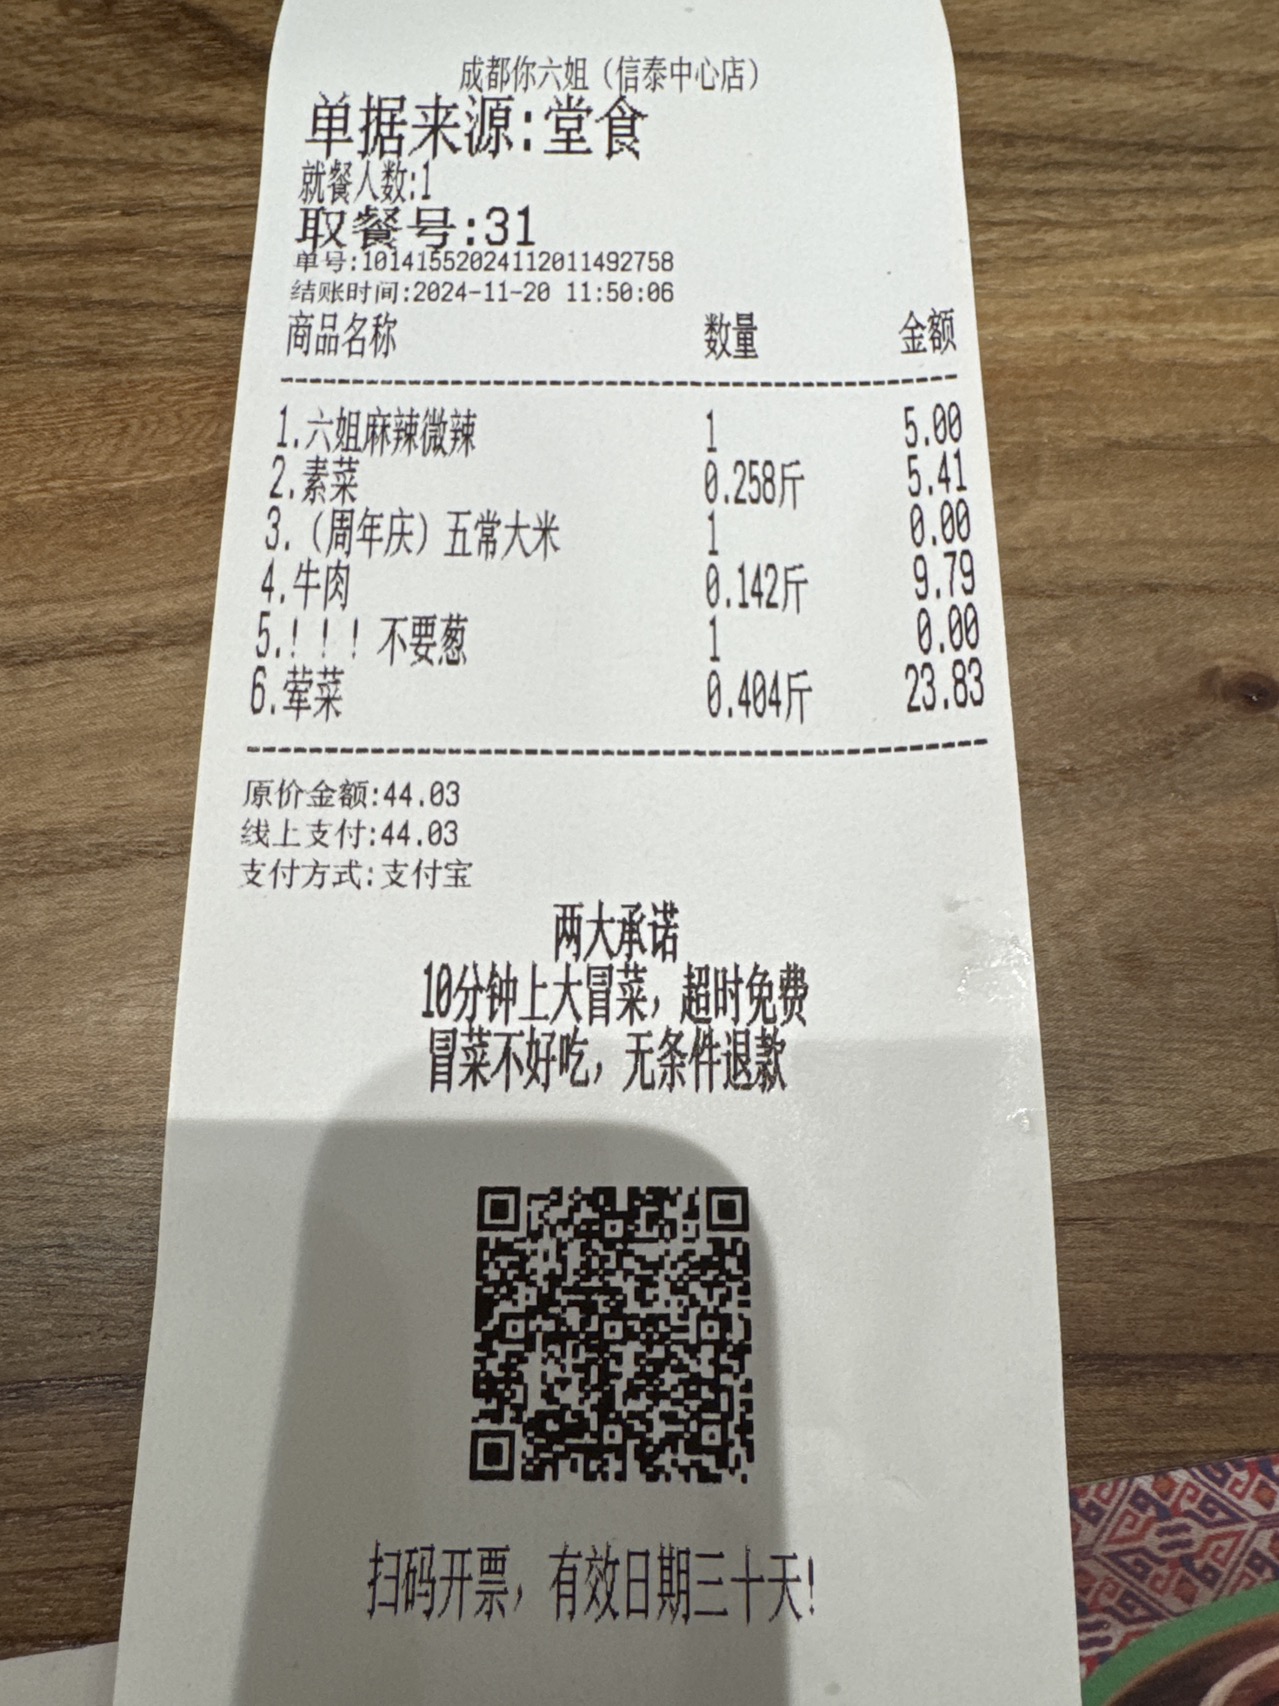 成都你六姐（信泰中心店）
单据来源:堂食
就餐人数:1
取餐号:31
单号:10141552024112011492758
结账时间:2024-11-20 11:50:06
商品名称 数量 金额
1.六姐麻辣微辣 1 5.00
2.素菜 0.258斤 5.41
3.（周年庆）五常大米 1 0.00
4.牛肉 0.142斤 9.79
5.！！！不要葱 1 0.00
6.荤菜 0.404斤 23.83
原价金额:44.03
线上支付:44.03
支付方式:支付宝
两大承诺
10分钟上大冒菜，超时免费
冒菜不好吃，无条件退款
扫码开票，有效日期三十天!